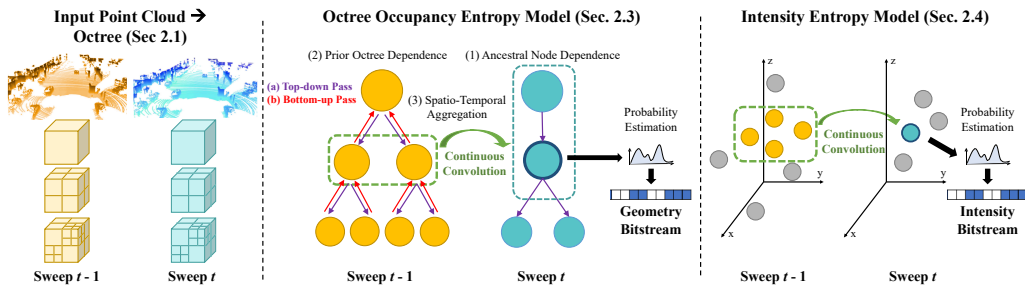 Input Point Cloud →
Octree (Sec 2.1)
Sweep t - 1
Sweep t
Octree Occupancy Entropy Model (Sec. 2.3)
(2) Prior Octree Dependence
(1) Ancestral Node Dependence
(a) Top-down Pass
(b) Bottom-up Pass
(3) Spatio-Temporal
Aggregation
Continuous
Convolution
Probability
Estimation
Geometry
Bitstream
Sweep t - 1
Sweep t
Intensity Entropy Model (Sec. 2.4)
z
y
x
Continuous
Convolution
z
y
x
Probability
Estimation
Intensity
Bitstream
Sweep t - 1
Sweep t